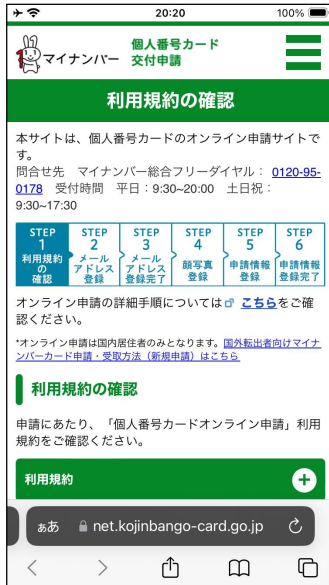 20:20
100%
マイナンバー
個人番号カード
交付申請
利用規約の確認
本サイトは、個人番号カードのオンライン申請サイトで
す。
問合せ先　マイナンバー総合フリーダイヤル： 0120-95-
0178　受付時間　平日：9:30~20:00　土日祝：
9:30~17:30
STEP
1
利用規約
の
確認
STEP
2
メール
アドレス
登録
STEP
3
メール
アドレス
登録完了
STEP
4
顔写真
登録
STEP
5
申請情報
登録
STEP
6
申請情報
登録完了
オンライン申請の詳細手順については こちらをご確
認ください。
*オンライン申請は国内居住者のみとなります。国外転出者向けマイナ
ンバーカード申請・受取方法（新規申請）はこちら
利用規約の確認
申請にあたり、「個人番号カードオンライン申請」利用
規約をご確認ください。
利用規約
ぁあ net.kojinbango-card.go.jp